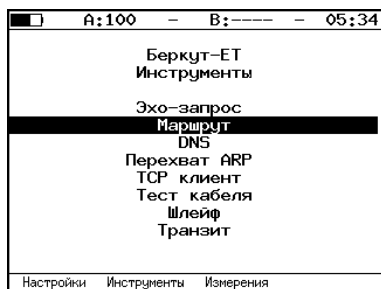 A:100 – B:---- – 05:34
Беркут-ET
Инструменты
Эхо-запрос
Маршрут
DNS
Перехват ARP
TCP клиент
Тест кабеля
Шлейф
Транзит
Настройки Инструменты Измерения